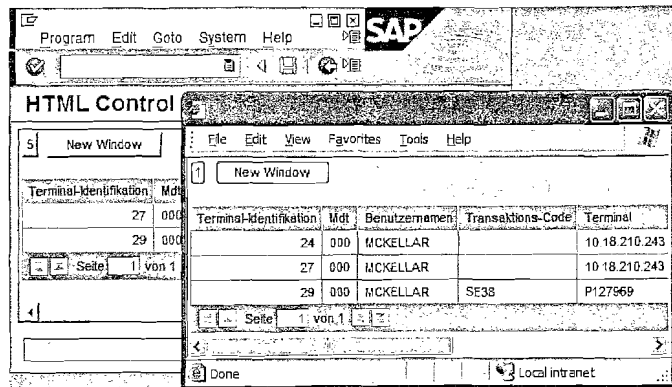 Program Edit Goto System Help
SAP
HTML Control
S New Window
Terminal-Identifikation Mdt
27 000
29 000
Seite 1 von 1
File Edit View Favorites Tools Help
1 New Window
Terminal-Identifikation Mdt Benutzernamen Transaktions-Code Terminal
24 000 MCKELLAR 10.18.210.243
27 000 MCKELLAR 10.18.210.243
29 000 MCKELLAR SE38 P127969
Seite 1 von 1
Done Local intranet